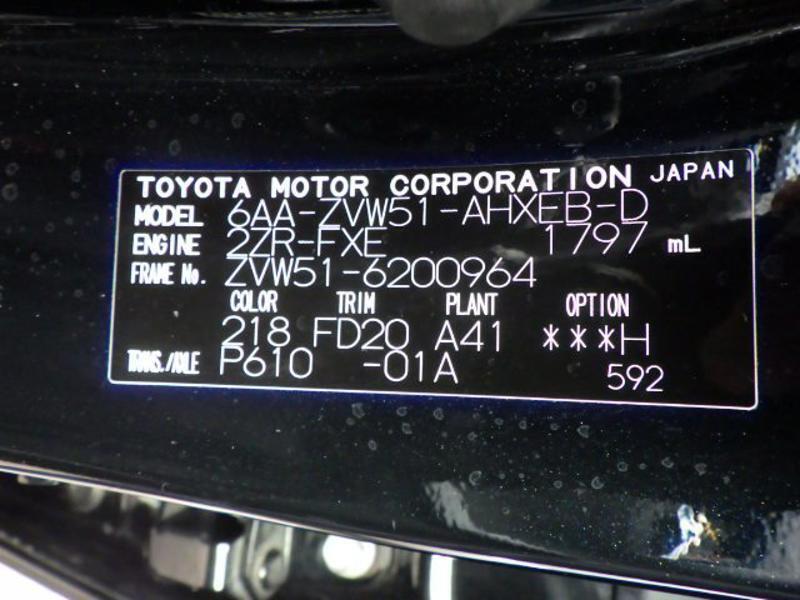 TOYOTA MOTOR CORPORATION JAPAN
MODEL 6AA-ZVW51-AHXEB-D
ENGINE 2ZR-FXE 1797 mL
FRAME No. ZVW51-6200964
COLOR TRIM PLANT OPTION
218 FD20 A41 ***H
TRANS./AXLE P610 -01A 592